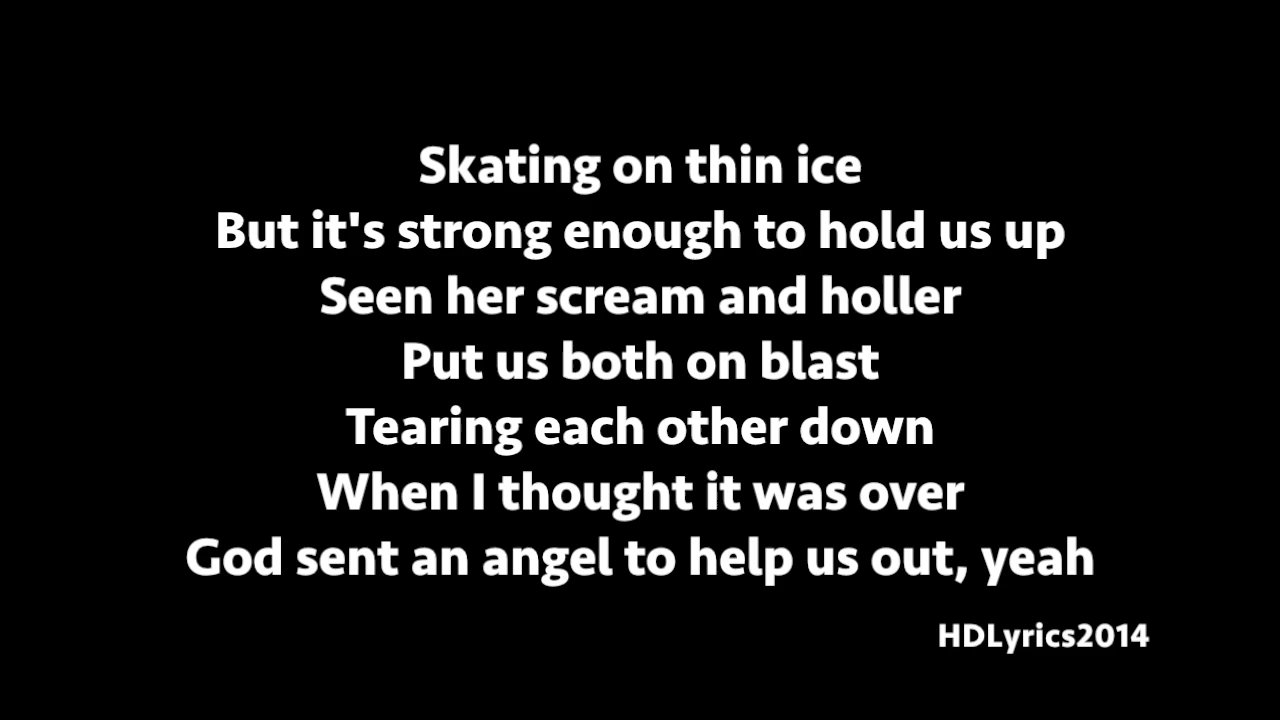 Skating on thin ice
But it's strong enough to hold us up
Seen her scream and holler
Put us both on blast
Tearing each other down
When I thought it was over
God sent an angel to help us out, yeah
HDLyrics2014